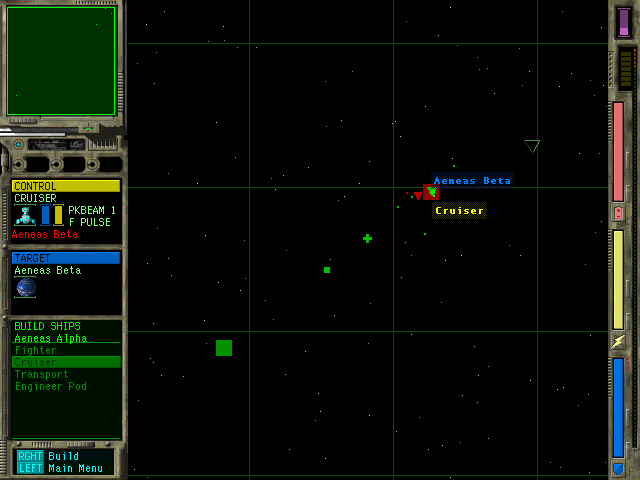 CONTROL
CRUISER
PKBEAM 1
F PULSE
Aeneas Beta
TARGET
Aeneas Beta
BUILD SHIPS
Aeneas Alpha
Fighter
Cruiser
Transport
Engineer Pod
RGHT Build
LEFT Main Menu
Aeneas Beta
Cruiser